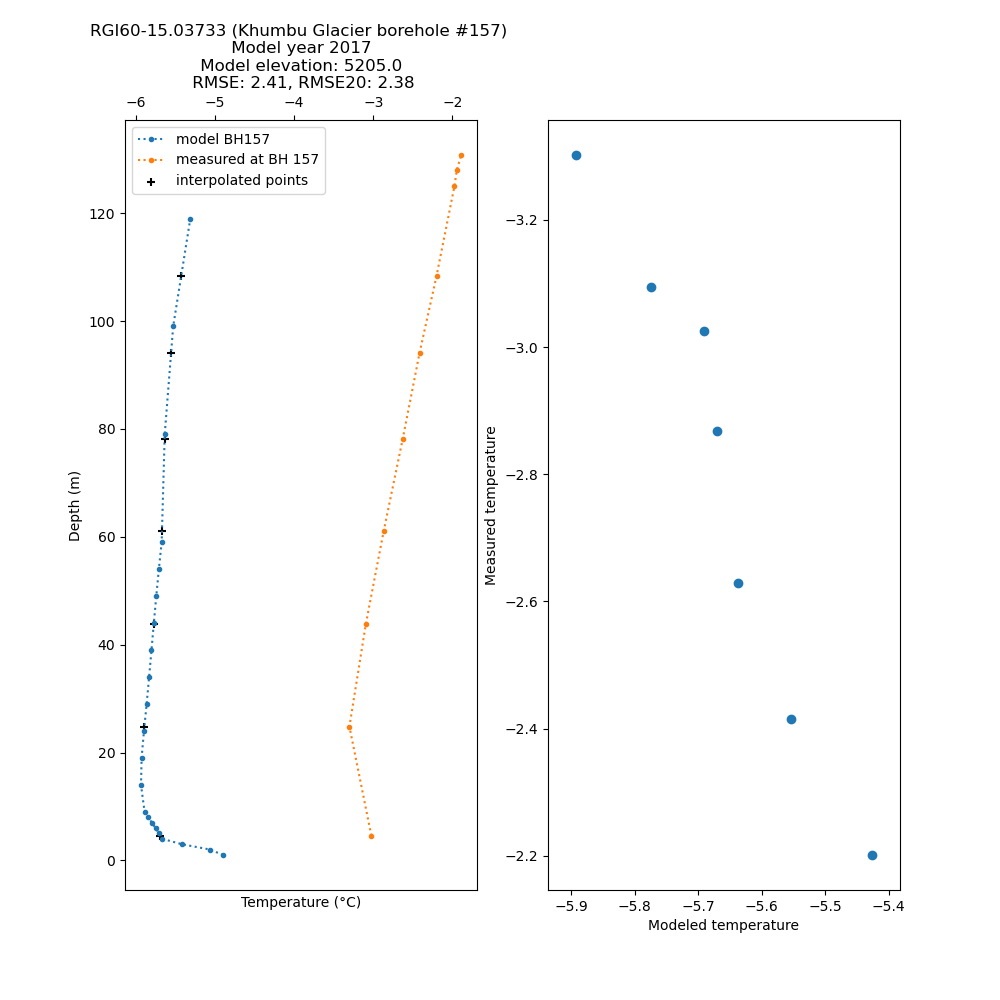 RGI60-15.03733 (Khumbu Glacier borehole #157)
Model year 2017
Model elevation: 5205.0
RMSE: 2.41, RMSE20: 2.38
−6 −5 −4 −3 −2
model BH157
measured at BH 157
interpolated points
120
100
80
60
40
20
0
Depth (m)
Temperature (°C)
−3.2
−3.0
−2.8
−2.6
−2.4
−2.2
Measured temperature
−5.9 −5.8 −5.7 −5.6 −5.5 −5.4
Modeled temperature